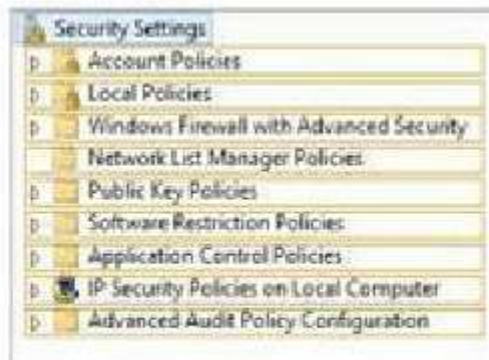 Security Settings
Account Policies
Local Policies
Windows Firewall with Advanced Security
Network List Manager Policies
Public Key Policies
Software Restriction Policies
Application Control Policies
IP Security Policies on Local Computer
Advanced Audit Policy Configuration